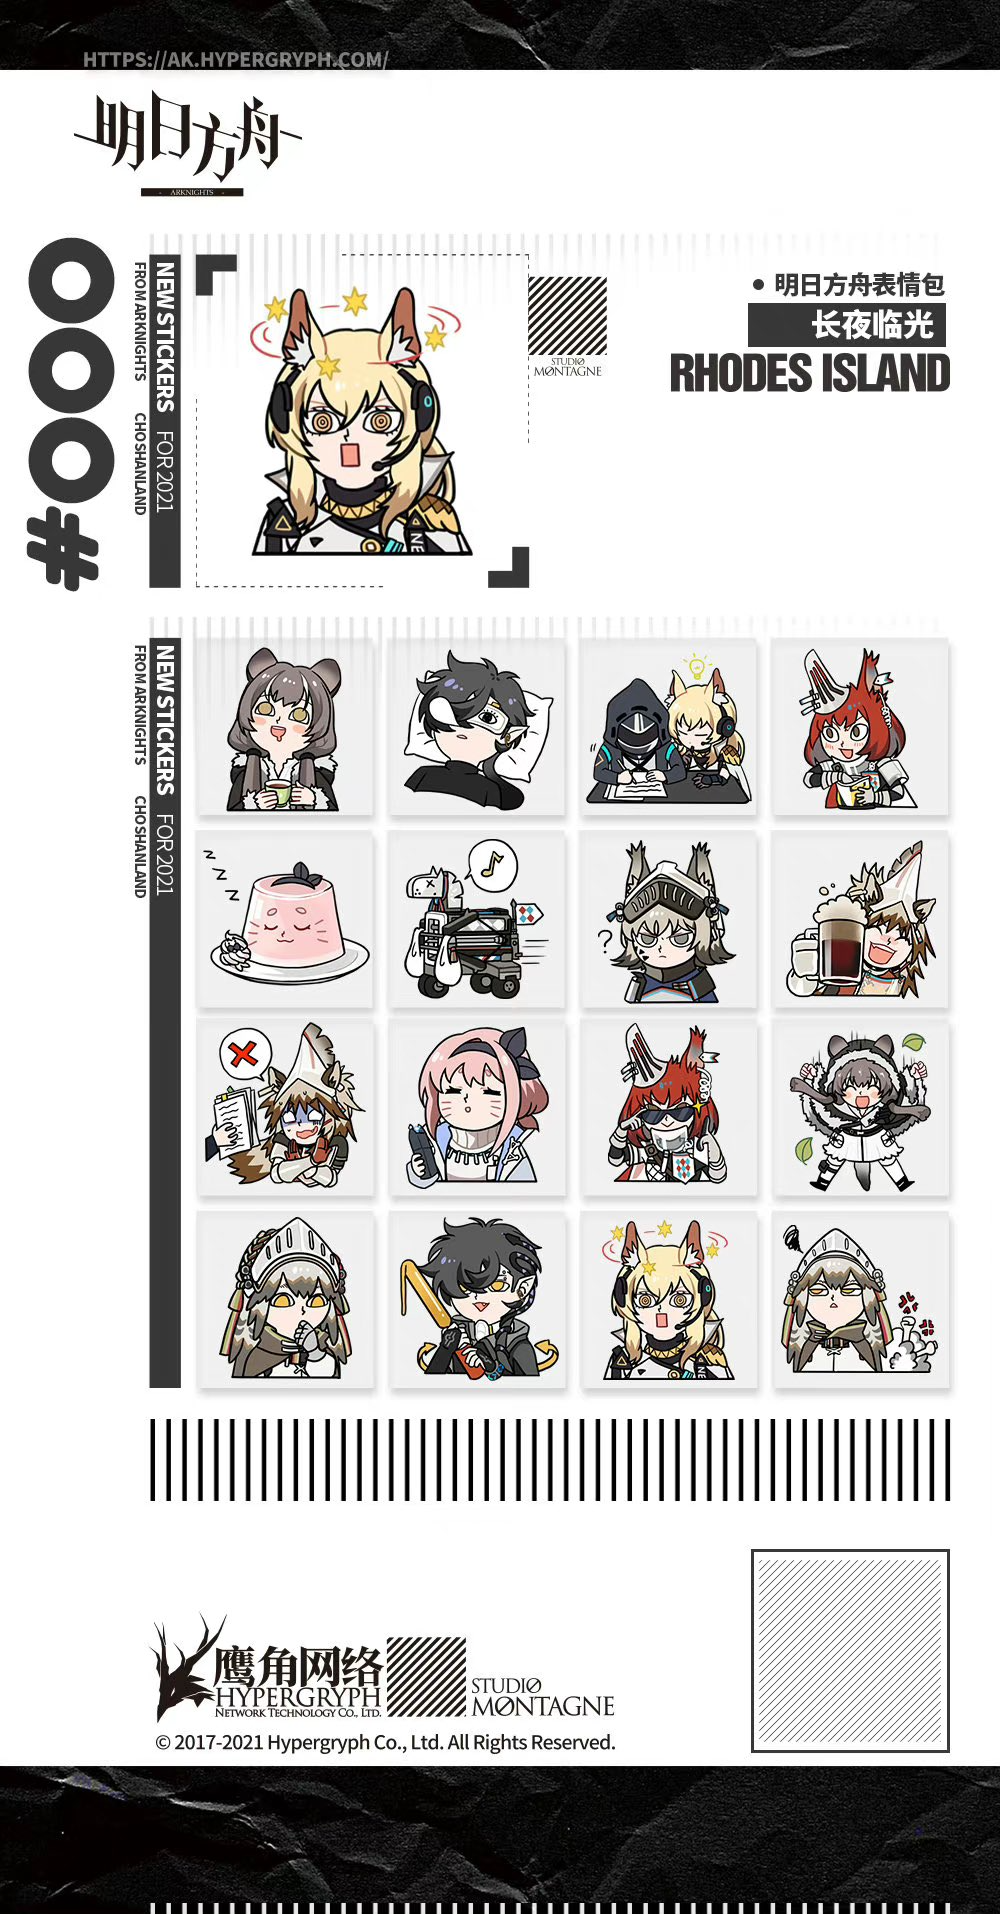 HTTPS://AK.HYPERGRYPH.COM/
明日方舟
- ARKNIGHTS -
000#
NEW STICKERS FOR 2021
FROM ARKNIGHTS CHOSHANLAND
STUDIO
MONTAGNE
• 明日方舟表情包
长夜临光
RHODES ISLAND
NEW STICKERS FOR 2021
FROM ARKNIGHTS CHOSHANLAND
z
z
z
?
鹰角网络
HYPERGRYPH
NETWORK TECHNOLOGY CO., LTD.
STUDIO
MONTAGNE
© 2017-2021 Hypergryph Co., Ltd. All Rights Reserved.